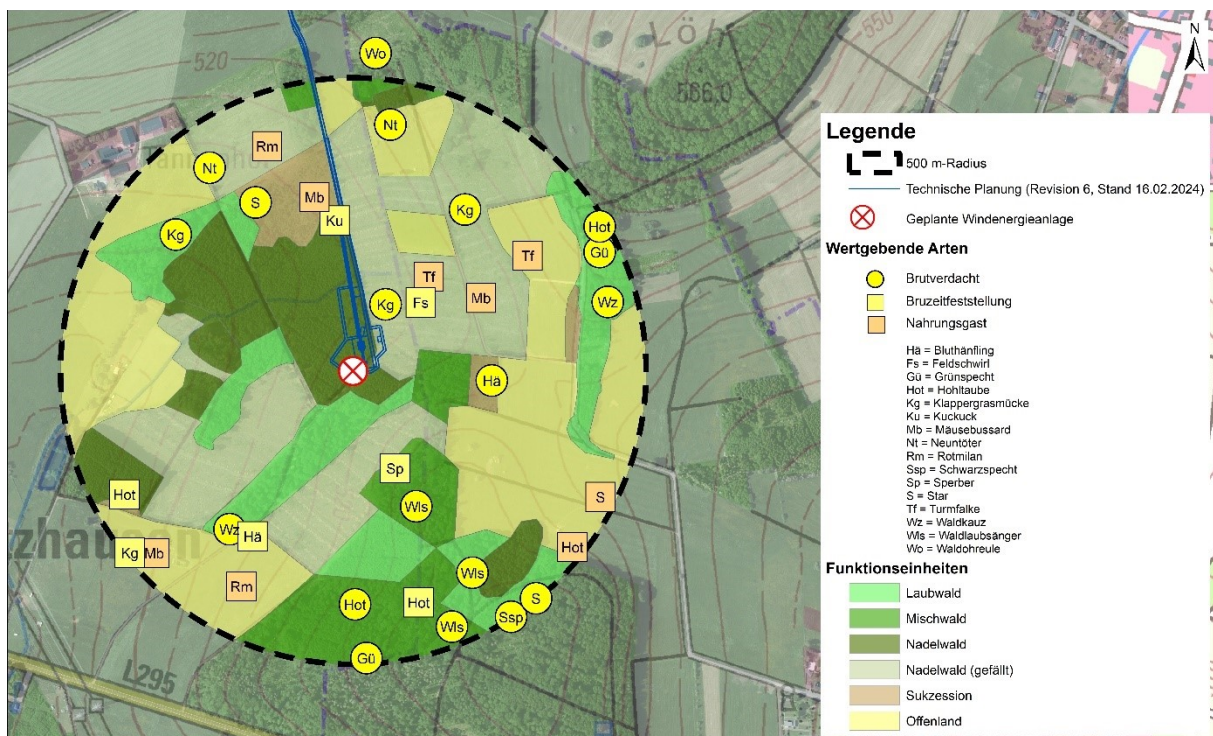 520
Löh
550
566,0
N
Wo
Nt
Rm
Nt
Mb
S
Ku
Kg
Kg
Hot
Gü
Tf
Tf
Mb
Fs
Kg
Wz
Hä
Sp
Hot
Wls
S
Wz
Hä
Hot
zhausen
Kg
Mb
Rm
Wls
Hot
Hot
S
Ssp
Wls
Gü
L295
Legende
500 m-Radius
Technische Planung (Revision 6, Stand 16.02.2024)
Geplante Windenergieanlage
Wertgebende Arten
Brutverdacht
Bruzeitfeststellung
Nahrungsgast
Hä = Bluthänfling
Fs = Feldschwirl
Gü = Grünspecht
Hot = Hohltaube
Kg = Klappergrasmücke
Ku = Kuckuck
Mb = Mäusebussard
Nt = Neuntöter
Rm = Rotmilan
Ssp = Schwarzspecht
Sp = Sperber
S = Star
Tf = Turmfalke
Wz = Waldkauz
Wls = Waldlaubsänger
Wo = Waldohreule
Funktionseinheiten
Laubwald
Mischwald
Nadelwald
Nadelwald (gefällt)
Sukzession
Offenland